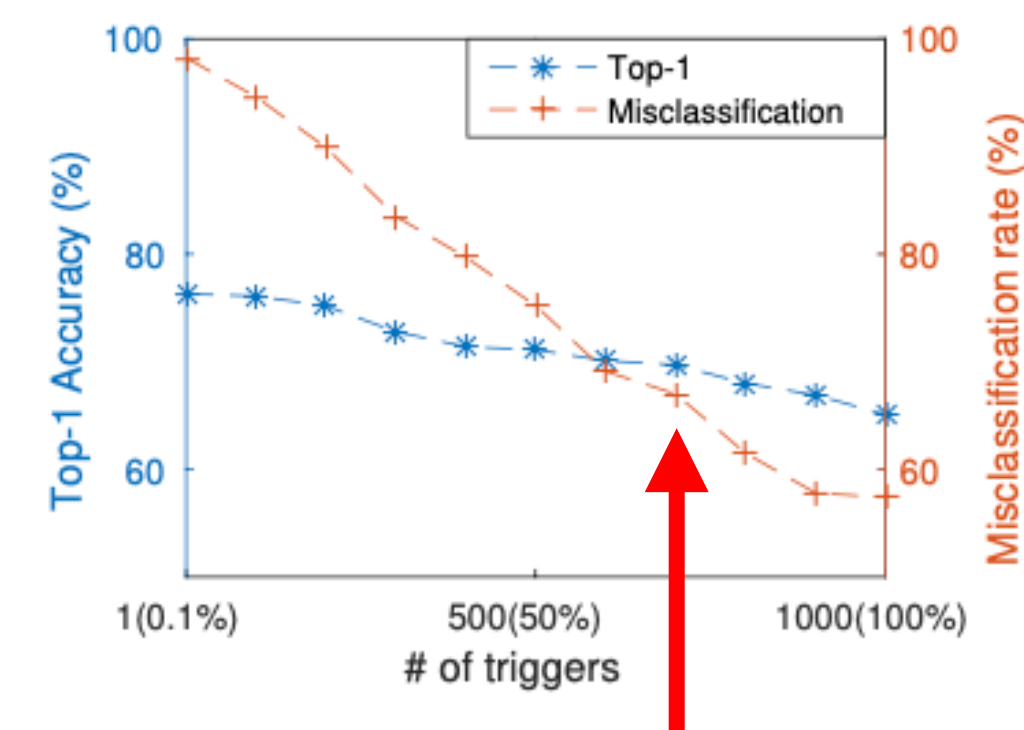 100
100
Top-1
Misclassification
80
80
60
60
Top-1 Accuracy (%)
Misclassification rate (%)
1(0.1%)
500(50%)
1000(100%)
# of triggers